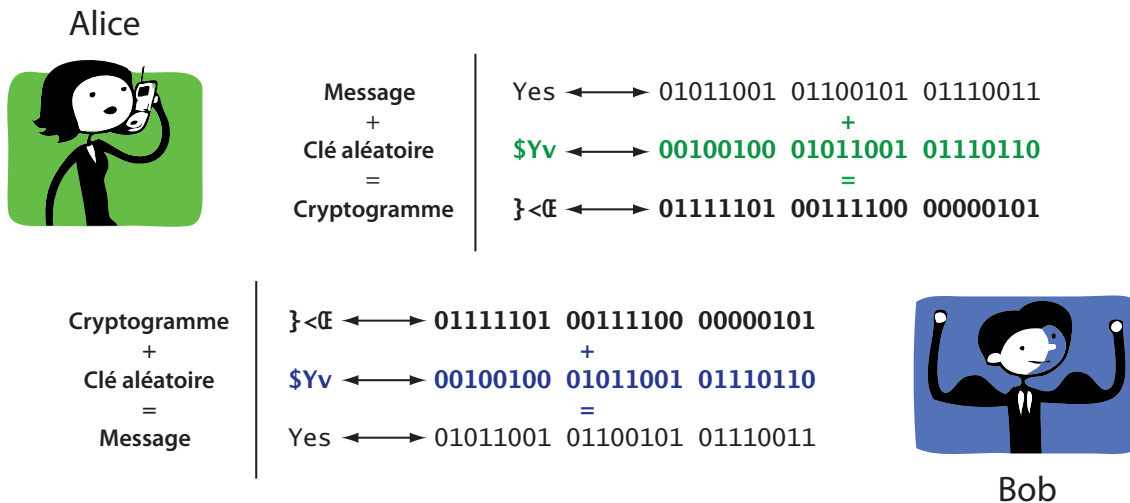 Alice
Message Yes ⟷ 01011001 01100101 01110011
+ +
Clé aléatoire $Yv ⟷ 00100100 01011001 01110110
= =
Cryptogramme }<Œ ⟷ 01111101 00111100 00000101
Cryptogramme }<Œ ⟷ 01111101 00111100 00000101
+ +
Clé aléatoire $Yv ⟷ 00100100 01011001 01110110
= =
Message Yes ⟷ 01011001 01100101 01110011
Bob